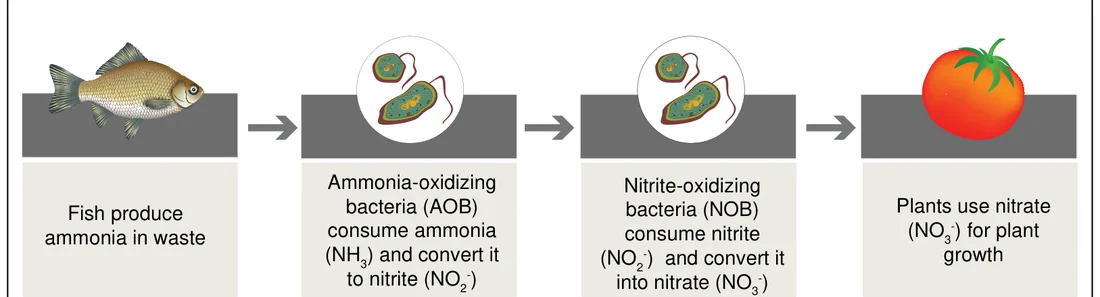 Fish produce
ammonia in waste
Ammonia-oxidizing
bacteria (AOB)
consume ammonia
(NH₃) and convert it
to nitrite (NO₂⁻)
Nitrite-oxidizing
bacteria (NOB)
consume nitrite
(NO₂⁻) and convert it
into nitrate (NO₃⁻)
Plants use nitrate
(NO₃⁻) for plant
growth